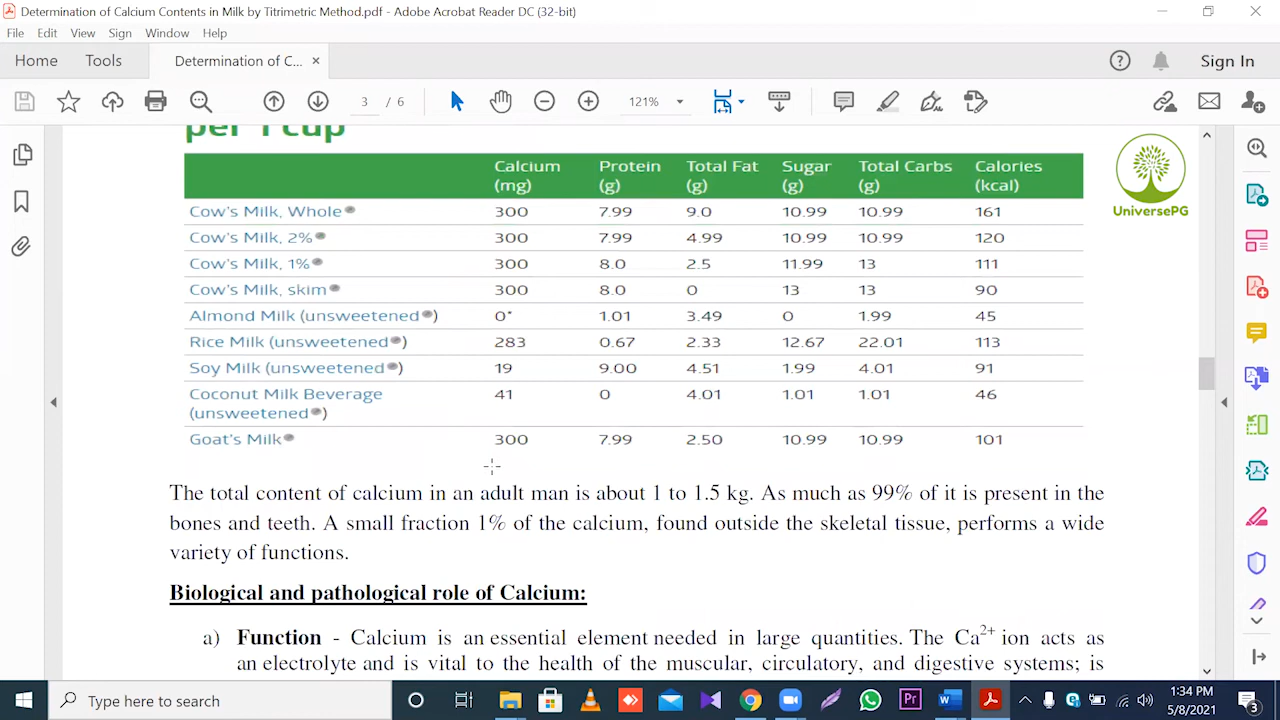 Determination of Calcium Contents in Milk by Titrimetric Method.pdf - Adobe Acrobat Reader DC (32-bit)
File Edit View Sign Window Help
Home Tools Determination of C... × Sign In
3 / 6 121%
per 1 cup
Calcium (mg) Protein (g) Total Fat (g) Sugar (g) Total Carbs (g) Calories (kcal)
Cow's Milk, Whole 300 7.99 9.0 10.99 10.99 161
Cow's Milk, 2% 300 7.99 4.99 10.99 10.99 120
Cow's Milk, 1% 300 8.0 2.5 11.99 13 111
Cow's Milk, skim 300 8.0 0 13 13 90
Almond Milk (unsweetened) 0* 1.01 3.49 0 1.99 45
Rice Milk (unsweetened) 283 0.67 2.33 12.67 22.01 113
Soy Milk (unsweetened) 19 9.00 4.51 1.99 4.01 91
Coconut Milk Beverage 41 0 4.01 1.01 1.01 46
(unsweetened)
Goat's Milk 300 7.99 2.50 10.99 10.99 101
UniversePG
The total content of calcium in an adult man is about 1 to 1.5 kg. As much as 99% of it is present in the
bones and teeth. A small fraction 1% of the calcium, found outside the skeletal tissue, performs a wide
variety of functions.
Biological and pathological role of Calcium:
a) Function - Calcium is an essential element needed in large quantities. The Ca2+ ion acts as
an electrolyte and is vital to the health of the muscular, circulatory, and digestive systems; is
Type here to search
1:34 PM
5/8/2021
Pr
W
3